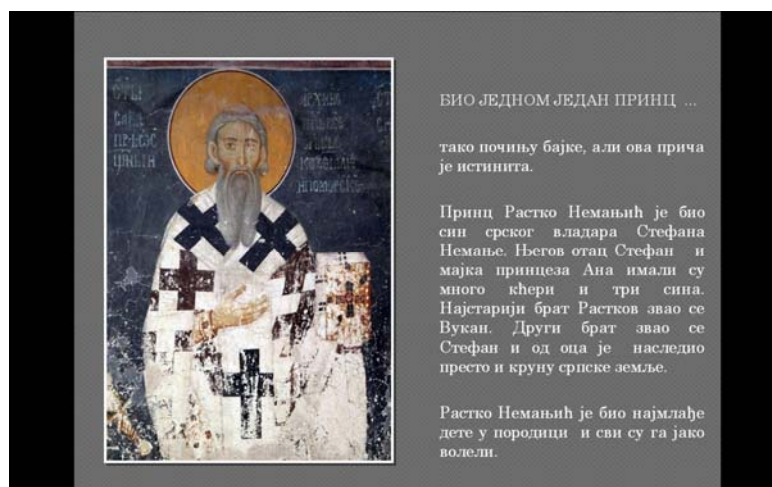 БИО ЈЕДНОМ ЈЕДАН ПРИНЦ ...
тако почињу бајке, али ова прича
је истинита.
Принц Растко Немањић је био
син српског владара Стефана
Немање. Његов отац Стефан и
мајка принцеза Ана имали су
много кћери и три сина.
Најстарији брат Растков звао се
Вукан. Други брат звао се
Стефан и од оца је наследио
престо и круну српске земље.
Растко Немањић је био најмлађе
дете у породици и сви су га јако
волели.